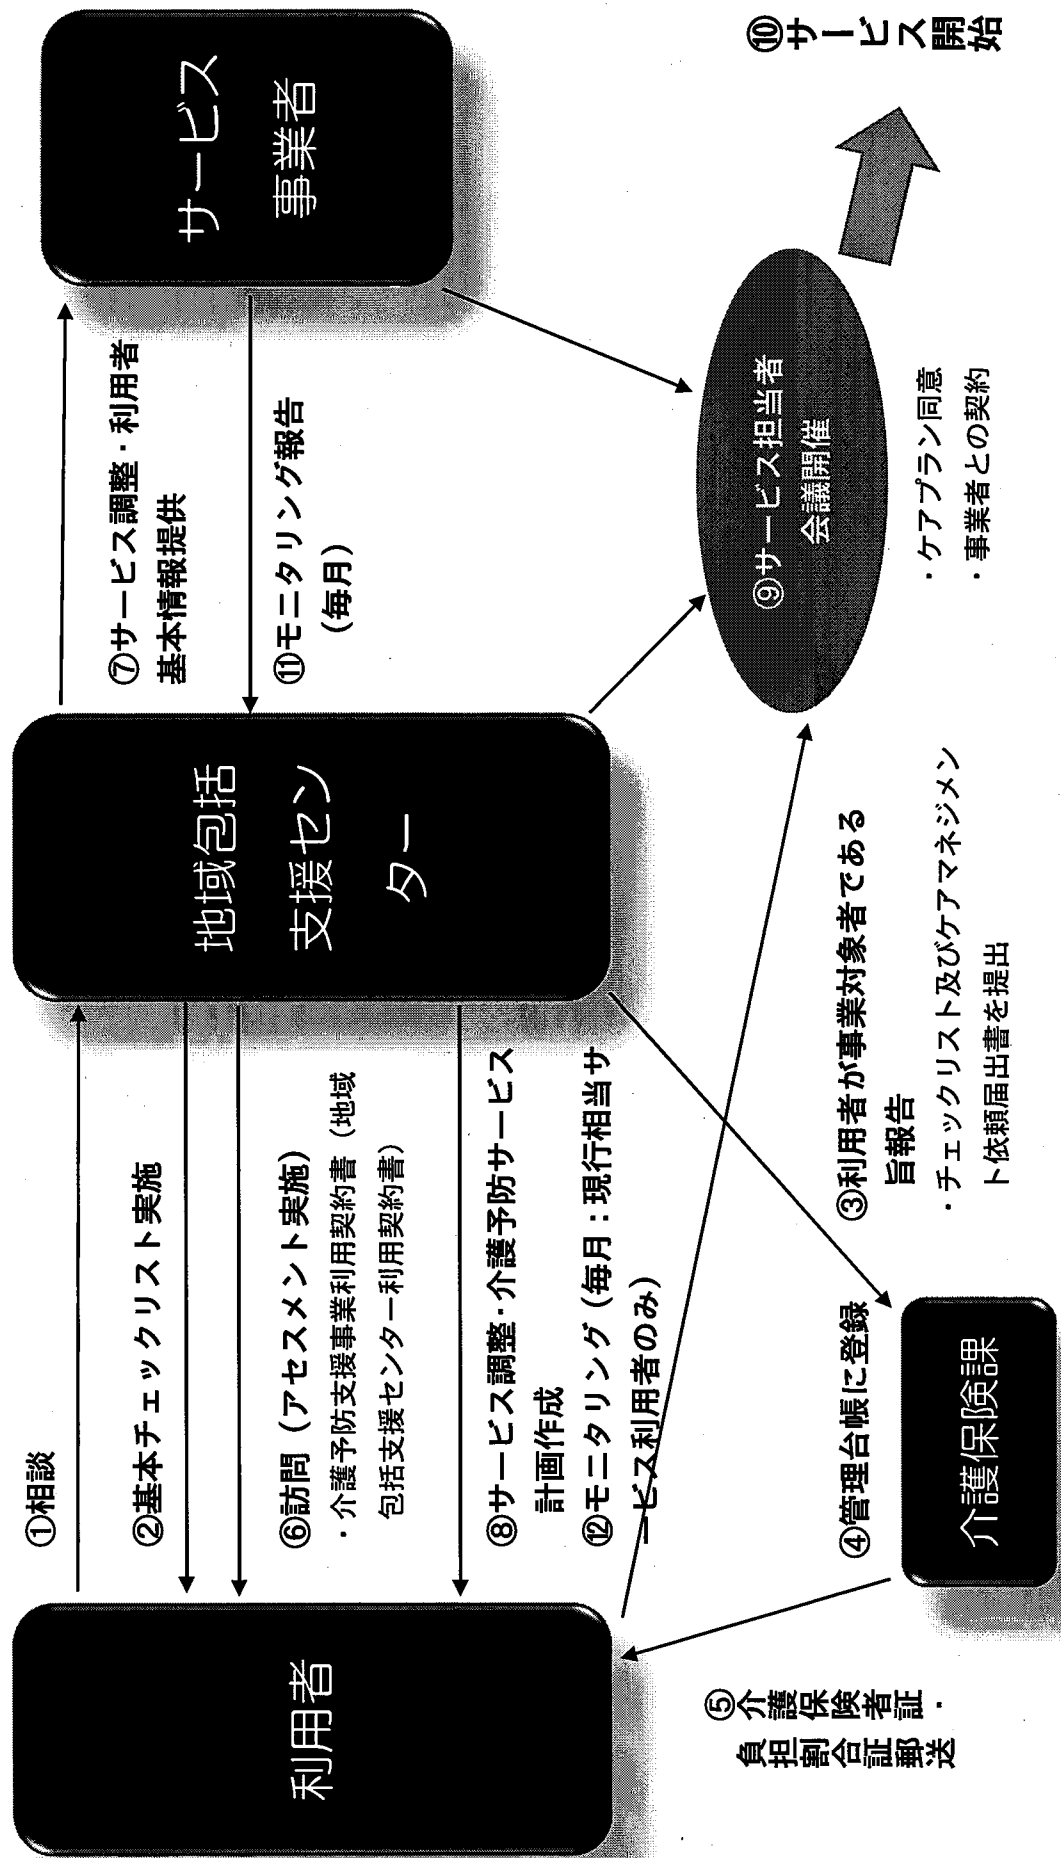 ①相談
②基本チェックリスト実施
⑥訪問（アセスメント実施）
・介護予防支援事業利用契約書（地域
包括支援センター利用契約書）
⑧サービス調整・介護予防サービス
計画作成
⑫モニタリング（毎月：現行相当サ
ービス利用者のみ）
利用者
地域包括
支援セン
ター
⑦サービス調整・利用者
基本情報提供
⑪モニタリング報告
（毎月）
サービス
事業者
③利用者が事業対象者である
旨報告
・チェックリスト及びケアマネジメン
ト依頼届出書を提出
④管理台帳に登録
介護保険課
⑤介護保険者証・
負担割合証郵送
⑨サービス担当者
会議開催
・ケアプラン同意
・事業者との契約
⑩サービス開
始